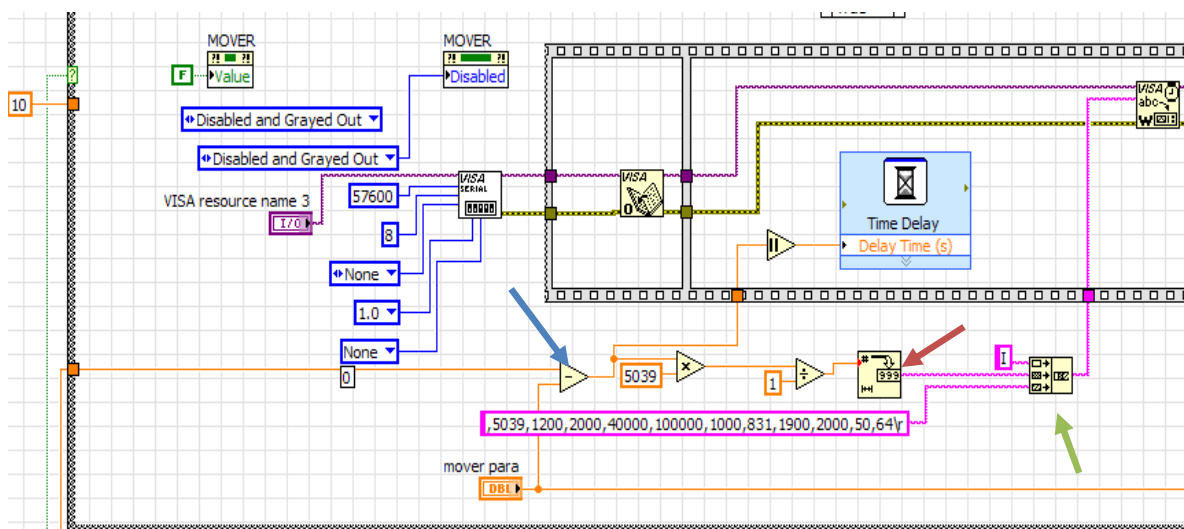 MOVER
MOVER
?!
?!
?!
?!
F
Value
Disabled
?
10
Disabled and Grayed Out
Disabled and Grayed Out
VISA
abc
W
VISA
SERIAL
VISA
0
57600
VISA resource name 3
I/O
8
Time Delay
Delay Time (s)
None
1.0
None
0
-
5039
x
1
÷
#
999
I
,5039,1200,2000,40000,100000,1000,831,1900,2000,50,64\r
mover para
DBL